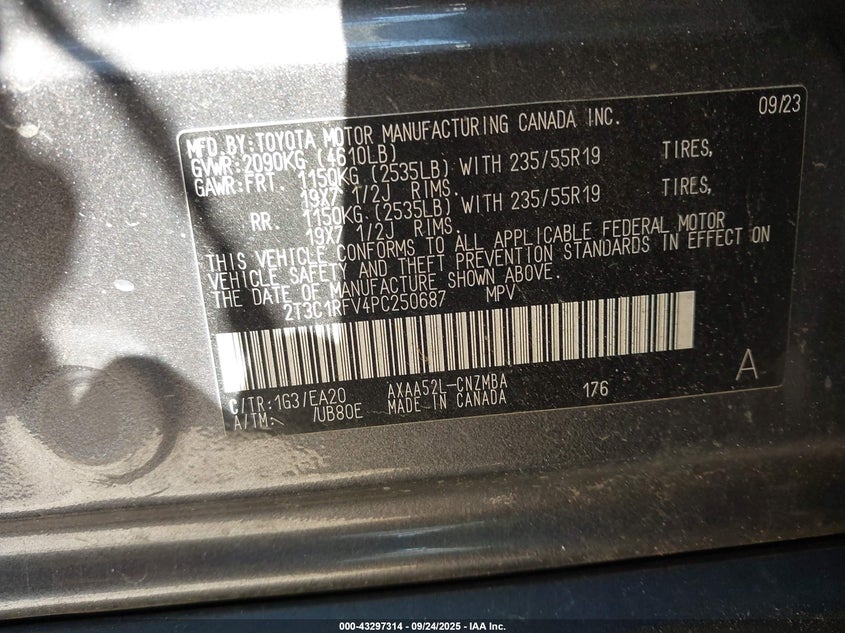 09/23
MFD.BY:TOYOTA MOTOR MANUFACTURING CANADA INC.
GVWR:2090KG (4610LB)
GAWR:FRT. 1150KG (2535LB) WITH 235/55R19 TIRES,
19X7 1/2J RIMS.
RR. 1150KG (2535LB) WITH 235/55R19 TIRES,
19X7 1/2J RIMS.
THIS VEHICLE CONFORMS TO ALL APPLICABLE FEDERAL MOTOR
VEHICLE SAFETY AND THEFT PREVENTION STANDARDS IN EFFECT ON
THE DATE OF MANUFACTURE SHOWN ABOVE.
2T3C1RFV4PC250687 MPV
C/TR:1G3/EA20 AXAA52L-CNZMBA 176 A
A/TM: /UB80E MADE IN CANADA
000-43297314 - 09/24/2025 - IAA Inc.